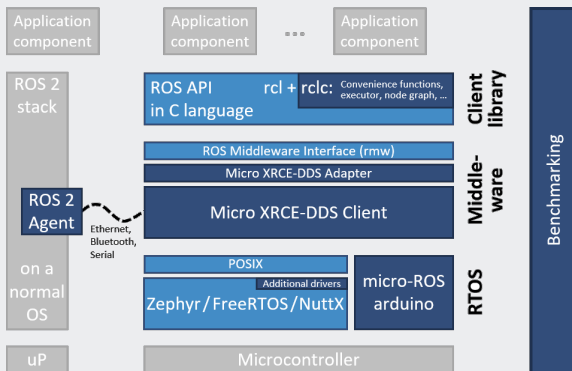 Application
component
Application
component
...
Application
component
ROS 2
stack
ROS API
in C language
rcl + rclc:
Convenience functions,
executor, node graph, ...
Client
library
ROS Middleware Interface (rmw)
Micro XRCE-DDS Adapter
Micro XRCE-DDS Client
Middle-
ware
ROS 2
Agent
Ethernet,
Bluetooth,
Serial
on a
normal
OS
POSIX
Additional drivers
Zephyr/FreeRTOS/NuttX
micro-ROS
arduino
RTOS
Benchmarking
uP
Microcontroller